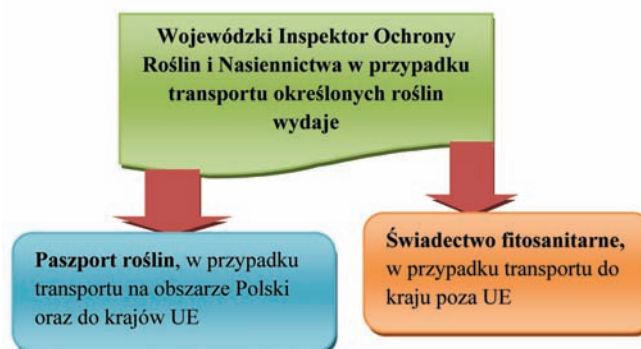 Wojewódzki Inspektor Ochrony
Roślin i Nasiennictwa w przypadku
transportu określonych roślin
wydaje
Paszport roślin, w przypadku
transportu na obszarze Polski
oraz do krajów UE
Świadectwo fitosanitarne,
w przypadku transportu do
kraju poza UE